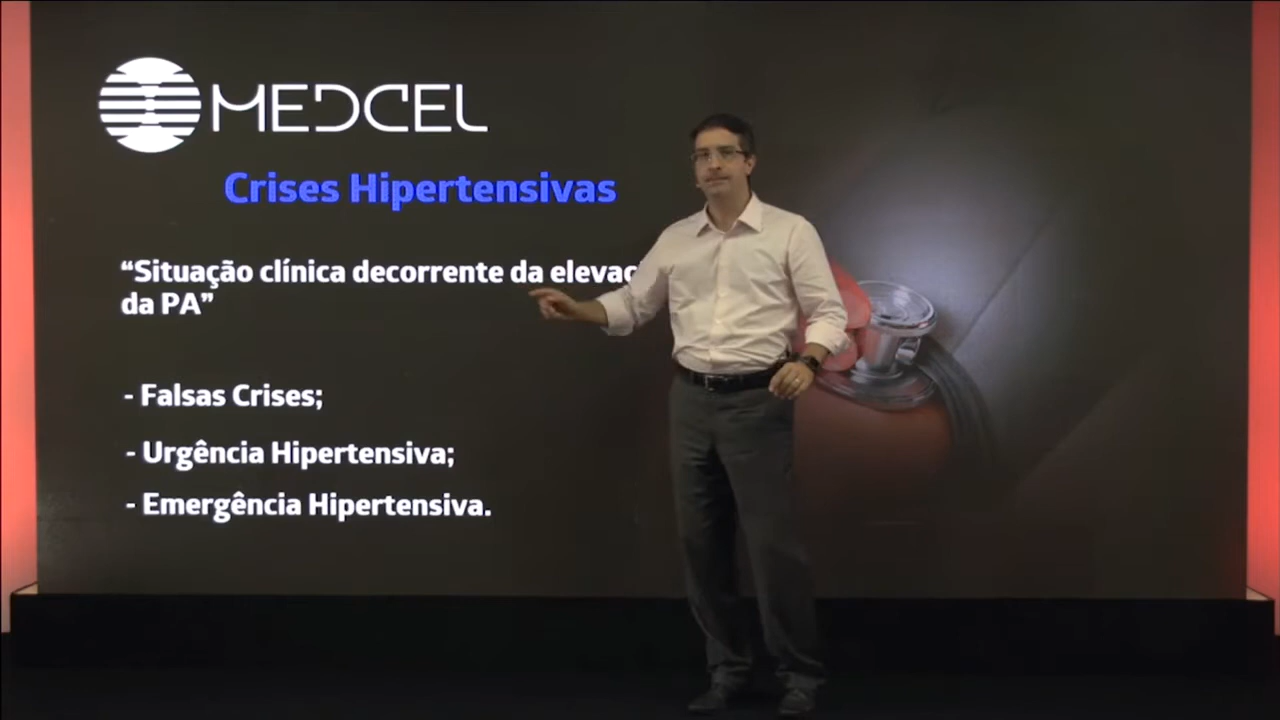 MEDCEL
Crises Hipertensivas
“Situação clínica decorrente da
da PA”
- Falsas Crises;
- Urgência Hipertensiva;
- Emergência Hipertensiva.